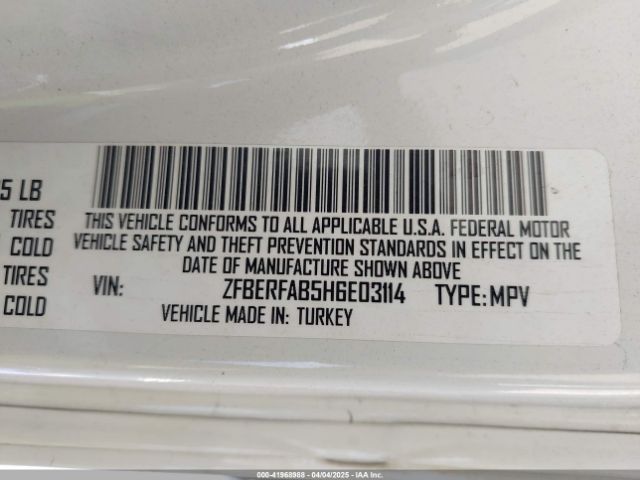 5 LB
TIRES
COLD
TIRES
COLD
THIS VEHICLE CONFORMS TO ALL APPLICABLE U.S.A. FEDERAL MOTOR
VEHICLE SAFETY AND THEFT PREVENTION STANDARDS IN EFFECT ON THE
DATE OF MANUFACTURE SHOWN ABOVE
VIN: ZFBERFAB5H6E03114 TYPE: MPV
VEHICLE MADE IN: TURKEY
000-41968988 - 04/04/2025 - IAA Inc.